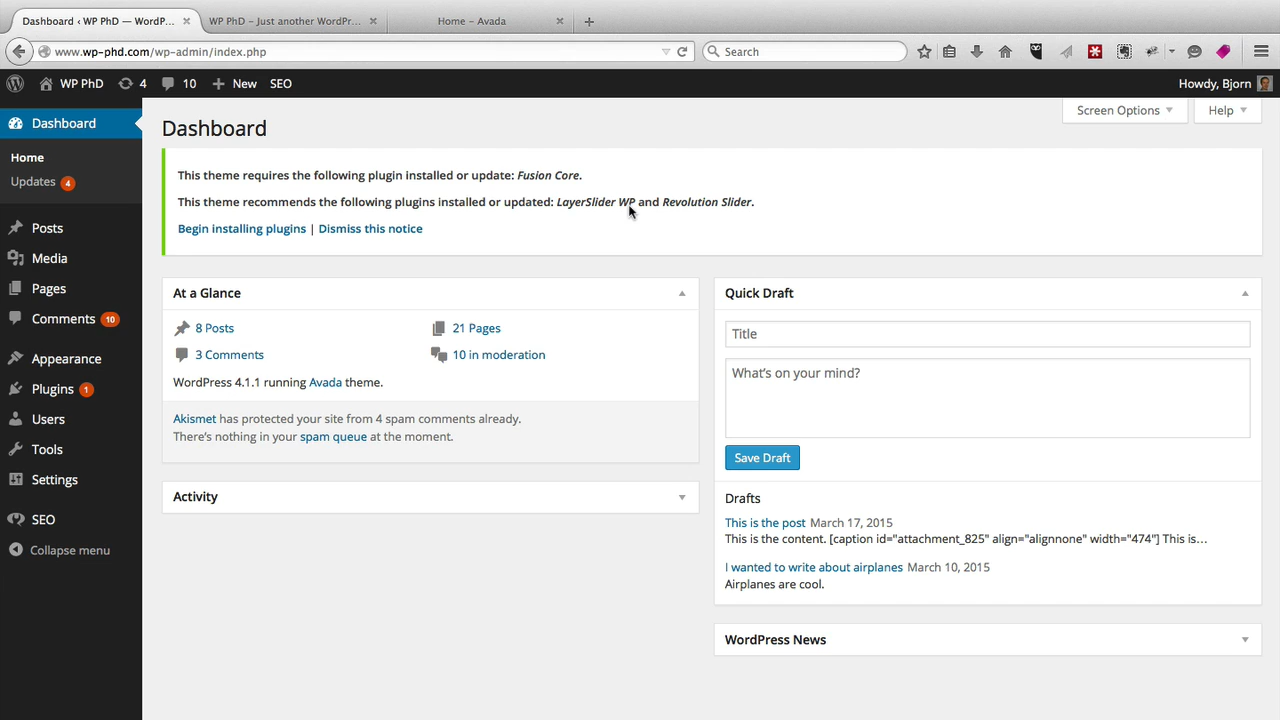 Dashboard ‹ WP PhD — WordP...
WP PhD – Just another WordPr...
Home – Avada
www.wp-phd.com/wp-admin/index.php
Search
WP PhD
4
10
New
SEO
Howdy, Bjorn
Dashboard
Home
Updates 4
Posts
Media
Pages
Comments 10
Appearance
Plugins 1
Users
Tools
Settings
SEO
Collapse menu
Screen Options
Help
Dashboard
This theme requires the following plugin installed or update: Fusion Core.
This theme recommends the following plugins installed or updated: LayerSlider WP and Revolution Slider.
Begin installing plugins | Dismiss this notice
At a Glance
8 Posts
21 Pages
3 Comments
10 in moderation
WordPress 4.1.1 running Avada theme.
Akismet has protected your site from 4 spam comments already.
There's nothing in your spam queue at the moment.
Activity
Quick Draft
Title
What's on your mind?
Save Draft
Drafts
This is the post March 17, 2015
This is the content. [caption id="attachment_825" align="alignnone" width="474"] This is...
I wanted to write about airplanes March 10, 2015
Airplanes are cool.
WordPress News